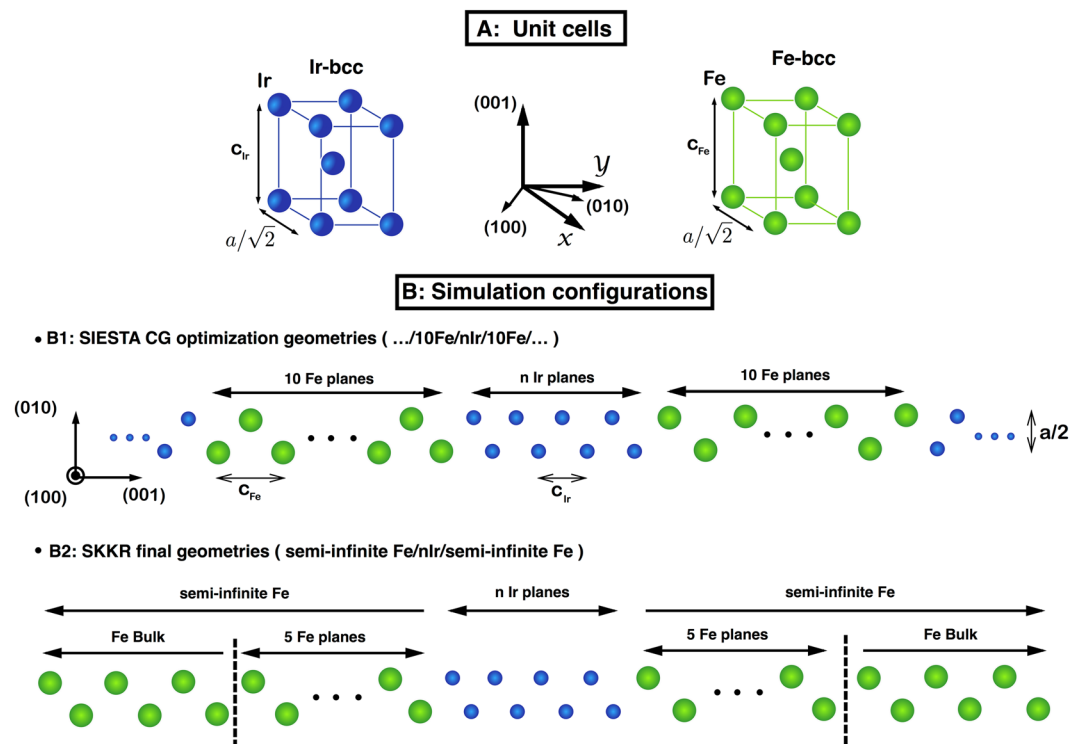 A: Unit cells
Ir-bcc
Fe-bcc
Ir
Fe
(001)
c_Ir
c_Fe
y
(010)
(100)
x
a/√2
a/√2
B: Simulation configurations
• B1: SIESTA CG optimization geometries ( .../10Fe/nIr/10Fe/... )
10 Fe planes
n Ir planes
10 Fe planes
(010)
a/2
(100)
(001)
c_Fe
c_Ir
• B2: SKKR final geometries ( semi-infinite Fe/nIr/semi-infinite Fe )
semi-infinite Fe
n Ir planes
semi-infinite Fe
Fe Bulk
5 Fe planes
5 Fe planes
Fe Bulk